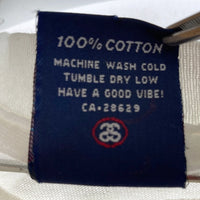 100% COTTON
MACHINE WASH COLD
TUMBLE DRY LOW
HAVE A GOOD VIBE!
CA·28629